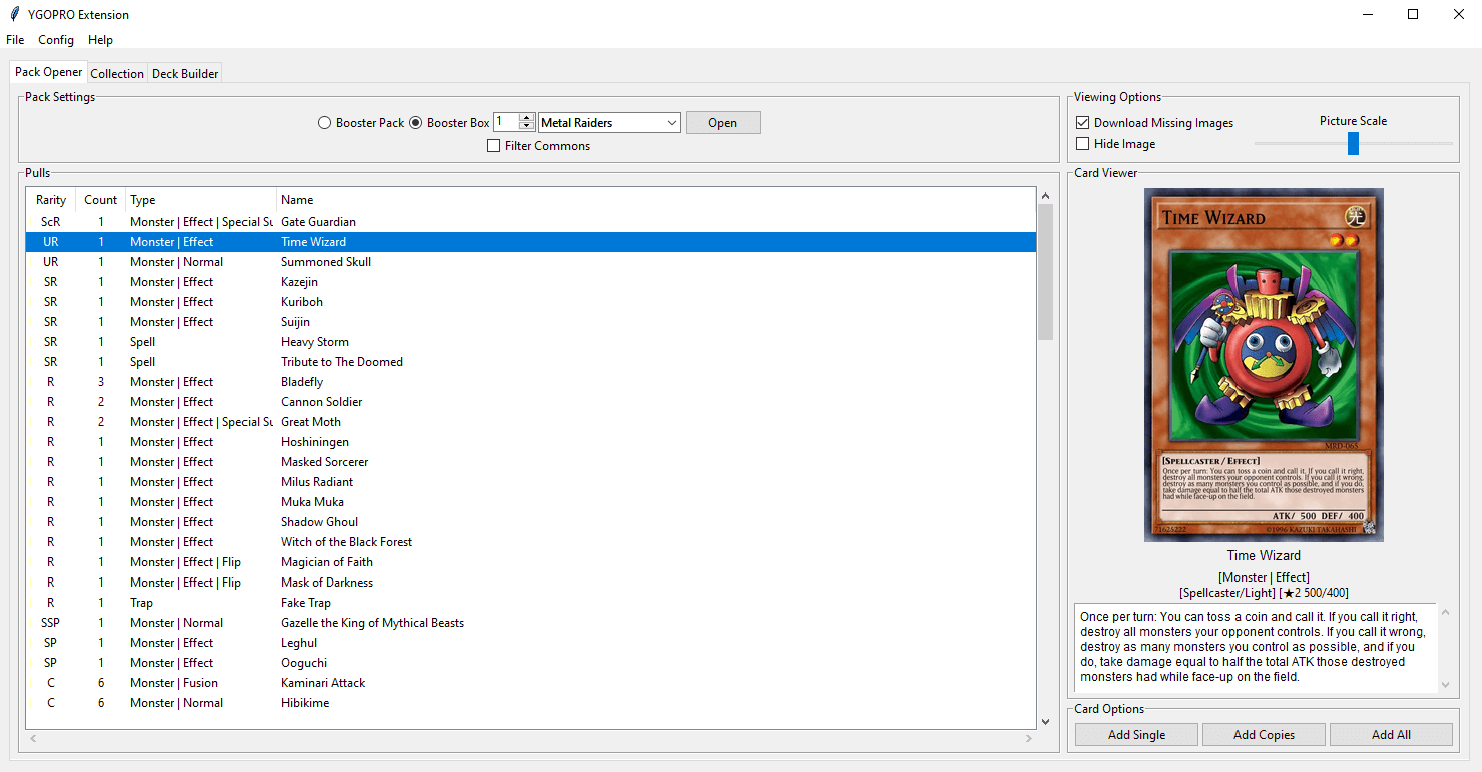 YGOPRO Extension
File Config Help
Pack Opener Collection Deck Builder
Pack Settings
Booster Pack Booster Box 1 Metal Raiders Open
Filter Commons
Pulls
Rarity Count Type Name
ScR 1 Monster | Effect | Special Su Gate Guardian
UR 1 Monster | Effect Time Wizard
UR 1 Monster | Normal Summoned Skull
SR 1 Monster | Effect Kazejin
SR 1 Monster | Effect Kuriboh
SR 1 Monster | Effect Suijin
SR 1 Spell Heavy Storm
SR 1 Spell Tribute to The Doomed
R 3 Monster | Effect Bladefly
R 2 Monster | Effect Cannon Soldier
R 2 Monster | Effect | Special Su Great Moth
R 1 Monster | Effect Hoshiningen
R 1 Monster | Effect Masked Sorcerer
R 1 Monster | Effect Milus Radiant
R 1 Monster | Effect Muka Muka
R 1 Monster | Effect Shadow Ghoul
R 1 Monster | Effect Witch of the Black Forest
R 1 Monster | Effect | Flip Magician of Faith
R 1 Monster | Effect | Flip Mask of Darkness
R 1 Trap Fake Trap
SSP 1 Monster | Normal Gazelle the King of Mythical Beasts
SP 1 Monster | Effect Leghul
SP 1 Monster | Effect Ooguchi
C 6 Monster | Fusion Kaminari Attack
C 6 Monster | Normal Hibikime
Viewing Options
Download Missing Images
Hide Image
Picture Scale
Card Viewer
TIME WIZARD
光
MRD-065
[SPELLCASTER / EFFECT]
Once per turn: You can toss a coin and call it. If you call it right,
destroy all monsters your opponent controls. If you call it wrong,
destroy as many monsters you control as possible, and if you do,
take damage equal to half the total ATK those destroyed monsters
had while face-up on the field.
ATK/ 500 DEF/ 400
71625222 ©1996 KAZUKI TAKAHASHI
Time Wizard
[Monster | Effect]
[Spellcaster/Light] [★2 500/400]
Once per turn: You can toss a coin and call it. If you call it right,
destroy all monsters your opponent controls. If you call it wrong,
destroy as many monsters you control as possible, and if you
do, take damage equal to half the total ATK those destroyed
monsters had while face-up on the field.
Card Options
Add Single Add Copies Add All